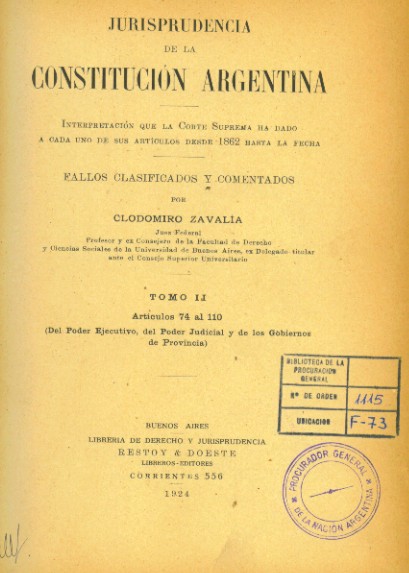 JURISPRUDENCIA
DE LA
CONSTITUCIÓN ARGENTINA
INTERPRETACIÓN QUE LA CORTE SUPREMA HA DADO
A CADA UNO DE SUS ARTÍCULOS DESDE 1862 HASTA LA FECHA
FALLOS CLASIFICADOS Y COMENTADOS
POR
CLODOMIRO ZAVALÍA
Juez Federal
Profesor y ex Consejero de la Facultad de Derecho
y Ciencias Sociales de la Universidad de Buenos Aires, ex Delegado titular
ante el Consejo Superior Universitario
TOMO II
Artículos 74 al 110
(Del Poder Ejecutivo, del Poder Judicial y de los Gobiernos
de Provincia)
BIBLIOTECA DE LA
PROCURACION
GENERAL
Nº DE ORDEN 1115
UBICACION F-73
BUENOS AIRES
LIBRERIA DE DERECHO Y JURISPRUDENCIA
RESTOY & DOESTE
LIBREROS-EDITORES
CORRIENTES 556
1924
PROCURADOR GENERAL
DE LA NACIÓN ARGENTINA